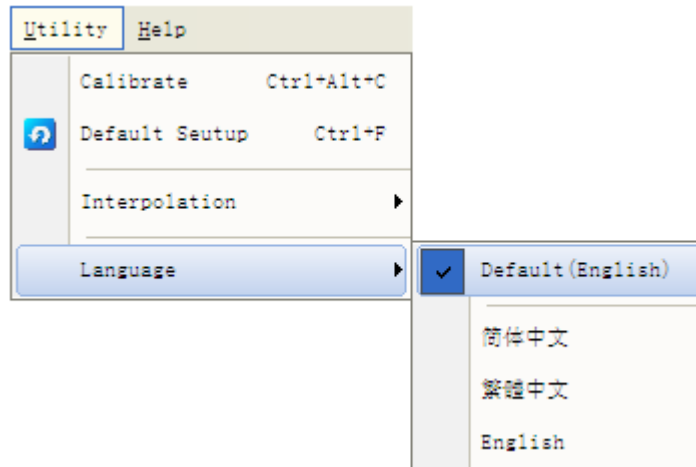 Utility Help
Calibrate Ctrl+Alt+C
Default Seutup Ctrl+F
Interpolation
Language
Default(English)
简体中文
繁體中文
English